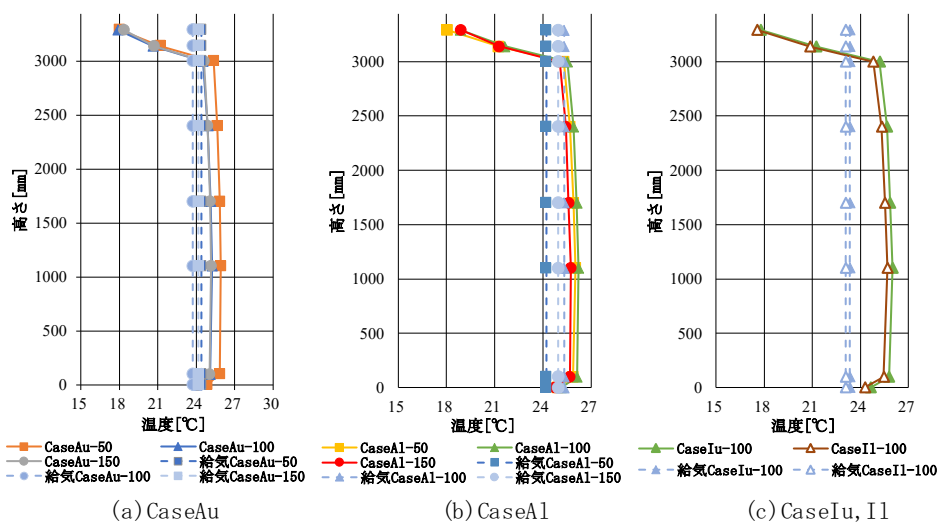 高さ[mm]
3000
2500
2000
1500
1000
500
0
15 18 21 24 27 30
温度[℃]
CaseAu-50 CaseAu-100
CaseAu-150 給気CaseAu-50
給気CaseAu-100 給気CaseAu-150
(a)CaseAu
高さ[mm]
3000
2500
2000
1500
1000
500
0
15 18 21 24 27
温度[℃]
CaseAl-50 CaseAl-100
CaseAl-150 給気CaseAl-50
給気CaseAl-100 給気CaseAl-150
(b)CaseAl
高さ[mm]
3000
2500
2000
1500
1000
500
0
15 18 21 24 27
温度[℃]
CaseIu-100 CaseIl-100
給気CaseIu-100 給気CaseIl-100
(c)CaseIu,Il